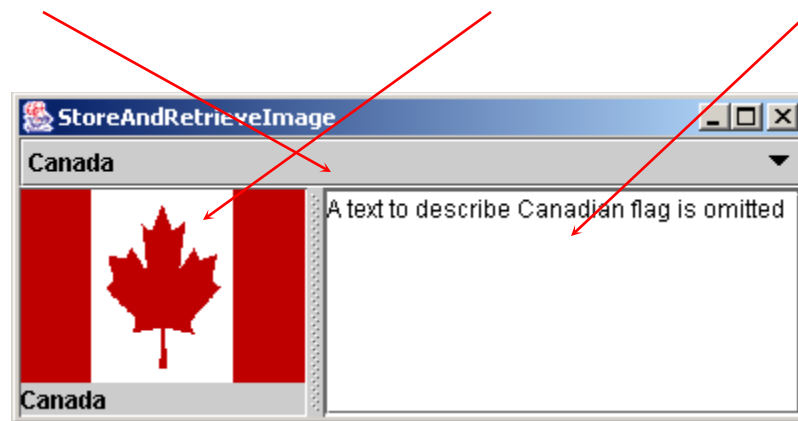 StoreAndRetrieveImage
Canada
A text to describe Canadian flag is omitted
Canada